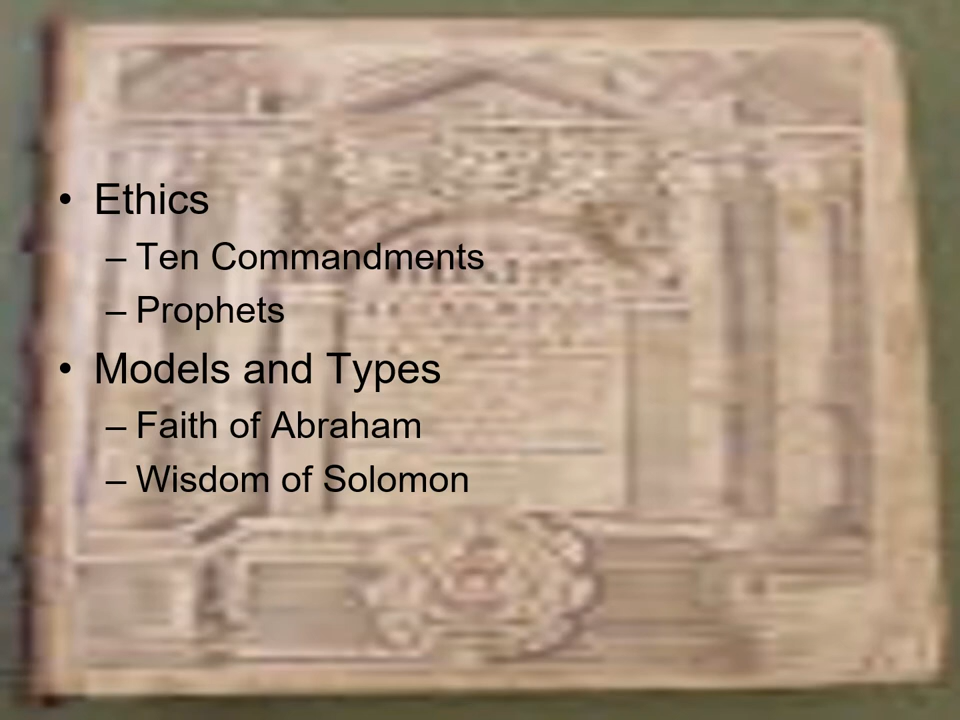 • Ethics
– Ten Commandments
– Prophets
• Models and Types
– Faith of Abraham
– Wisdom of Solomon